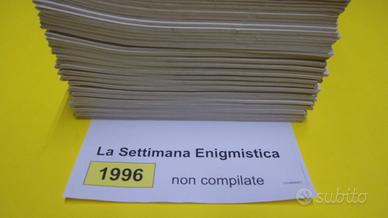 La Settimana Enigmistica
1996 non compilate
subito